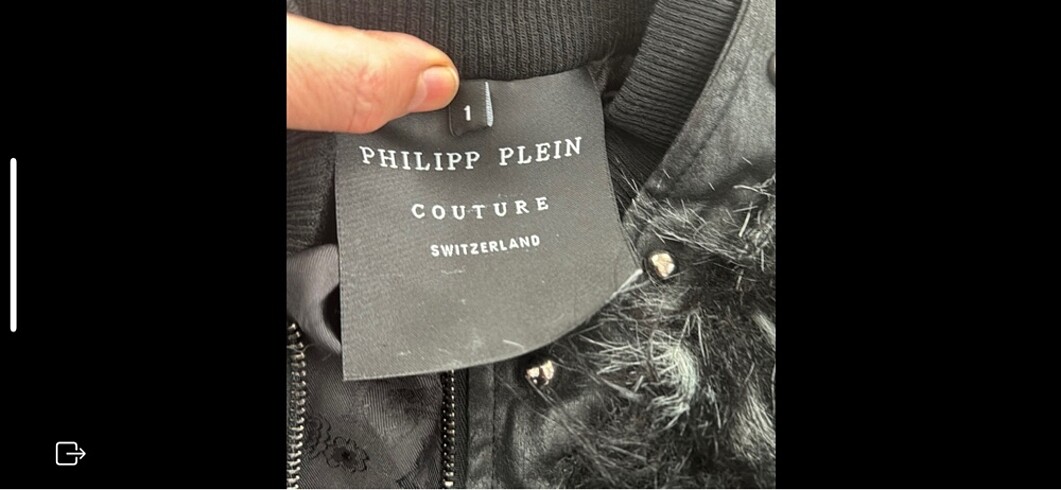 1
PHILIPP PLEIN
COUTURE
SWITZERLAND